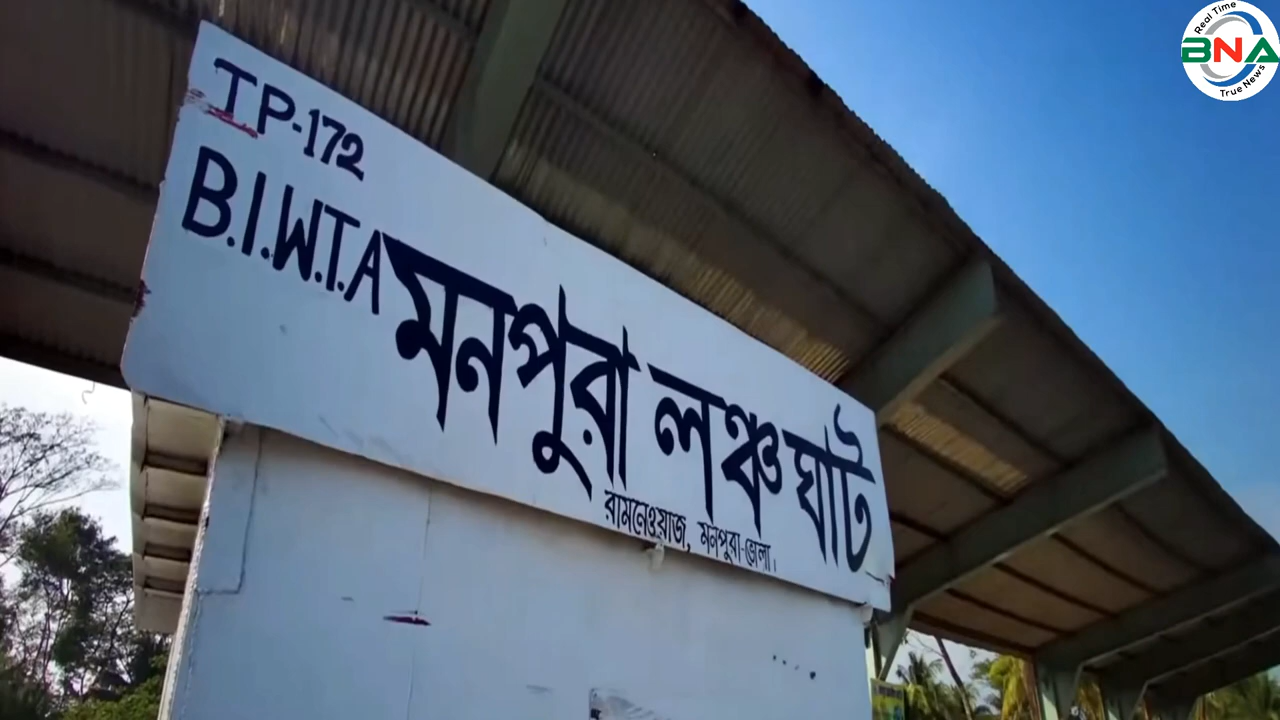 TP-172
B.I.W.T.A মনপুরা লঞ্চ ঘাট
রামনেওয়াজ, মনপুরা-ভোলা।
Real Time
BNA
True News